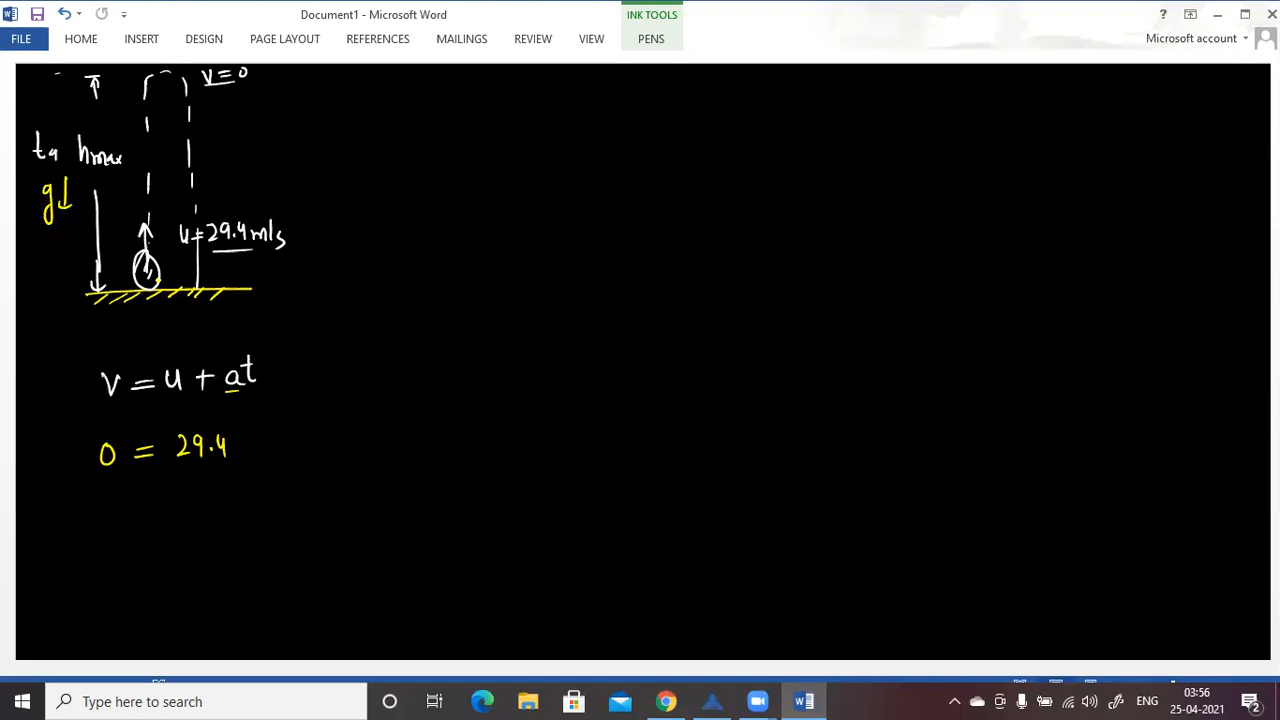 Document1 - Microsoft Word
INK TOOLS
FILE HOME INSERT DESIGN PAGE LAYOUT REFERENCES MAILINGS REVIEW VIEW PENS
Microsoft account
v = 0
ta hmax
g↓
u = 29.4 m/s
v = u + at
0 = 29.4
Type here to search
ENG
03:56
25-04-2021
2